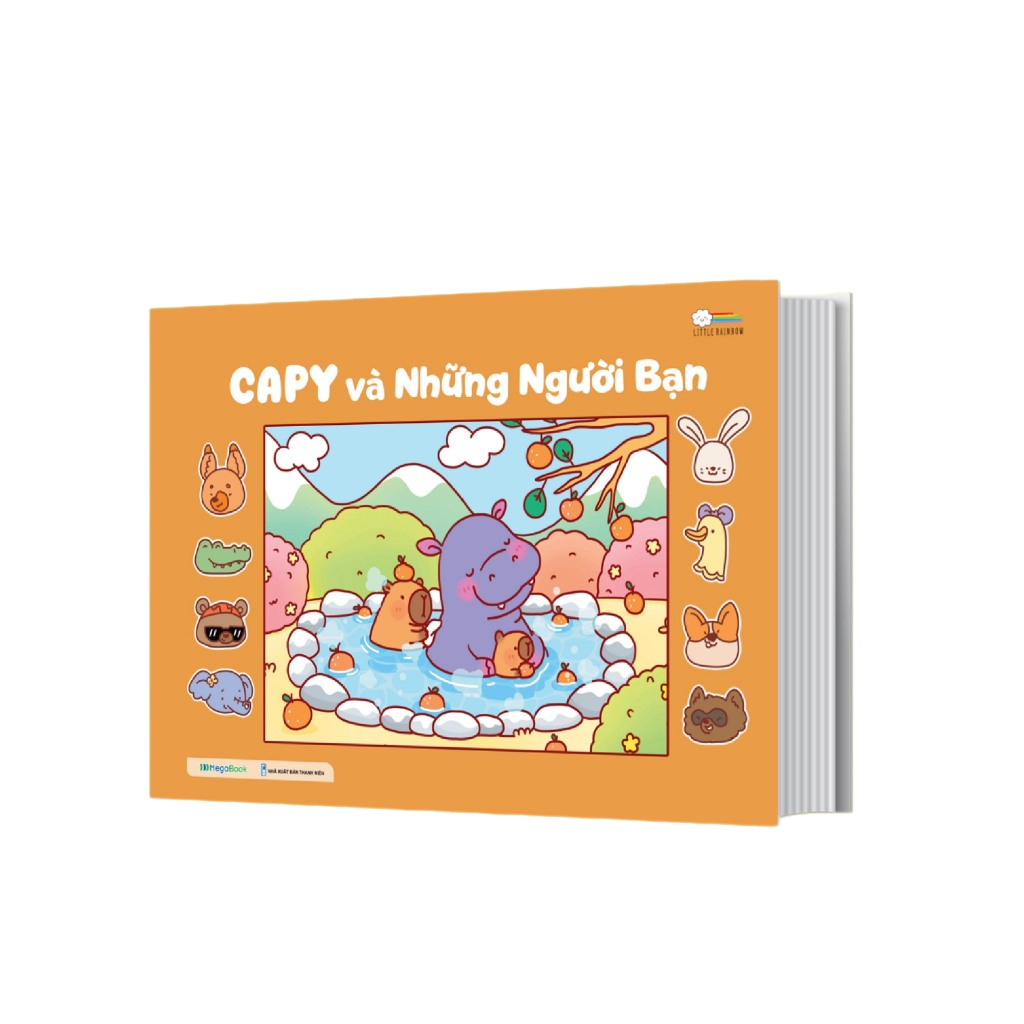 LITTLE RAINBOW
CAPY và Những Người Bạn
MegaBook
NHÀ XUẤT BẢN THANH NIÊN